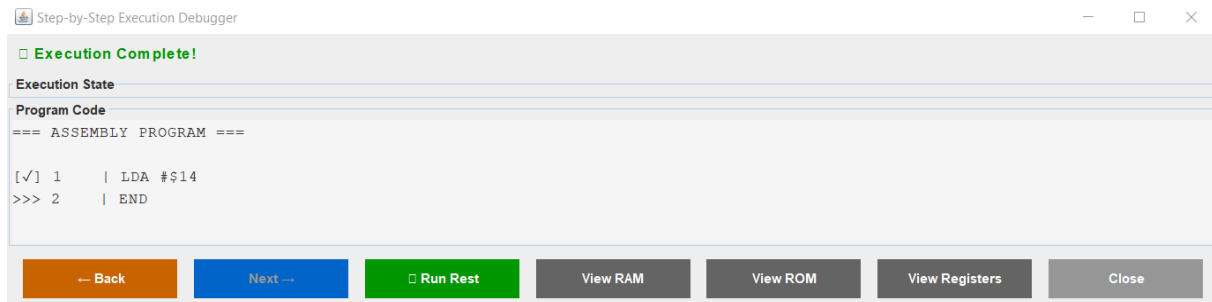 Step-by-Step Execution Debugger
Execution Complete!
Execution State
Program Code
=== ASSEMBLY PROGRAM ===
[✓] 1 | LDA #$14
>>> 2 | END
← Back Next → Run Rest View RAM View ROM View Registers Close